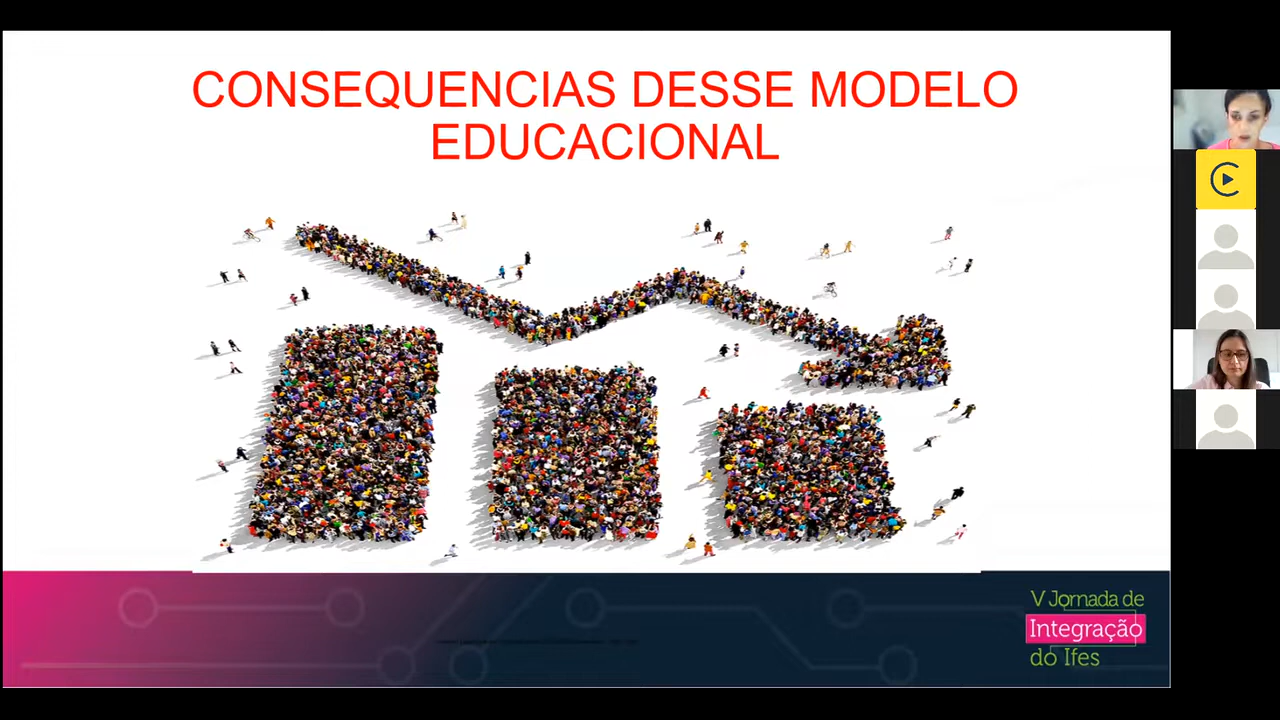 CONSEQUENCIAS DESSE MODELO
EDUCACIONAL
V Jornada de
Integração
do Ifes